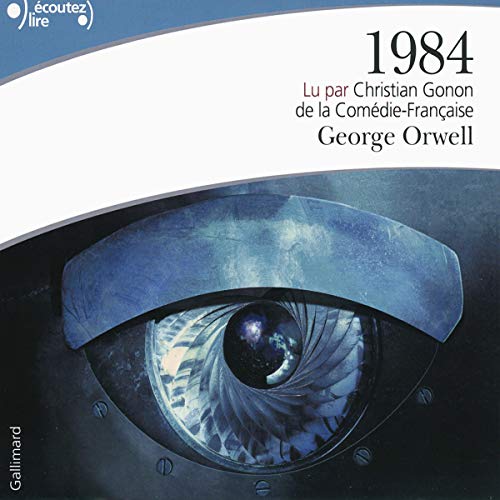 écoutez
lire
1984
Lu par Christian Gonon
de la Comédie-Française
George Orwell
Gallimard